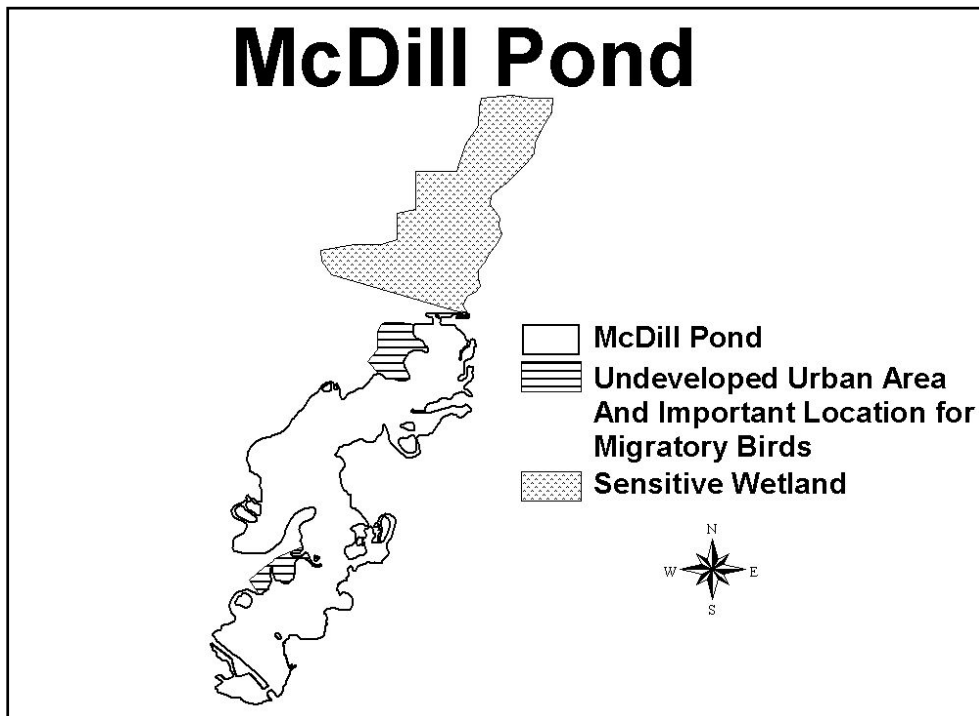 McDill Pond
McDill Pond
Undeveloped Urban Area
And Important Location for
Migratory Birds
Sensitive Wetland
N
W E
S